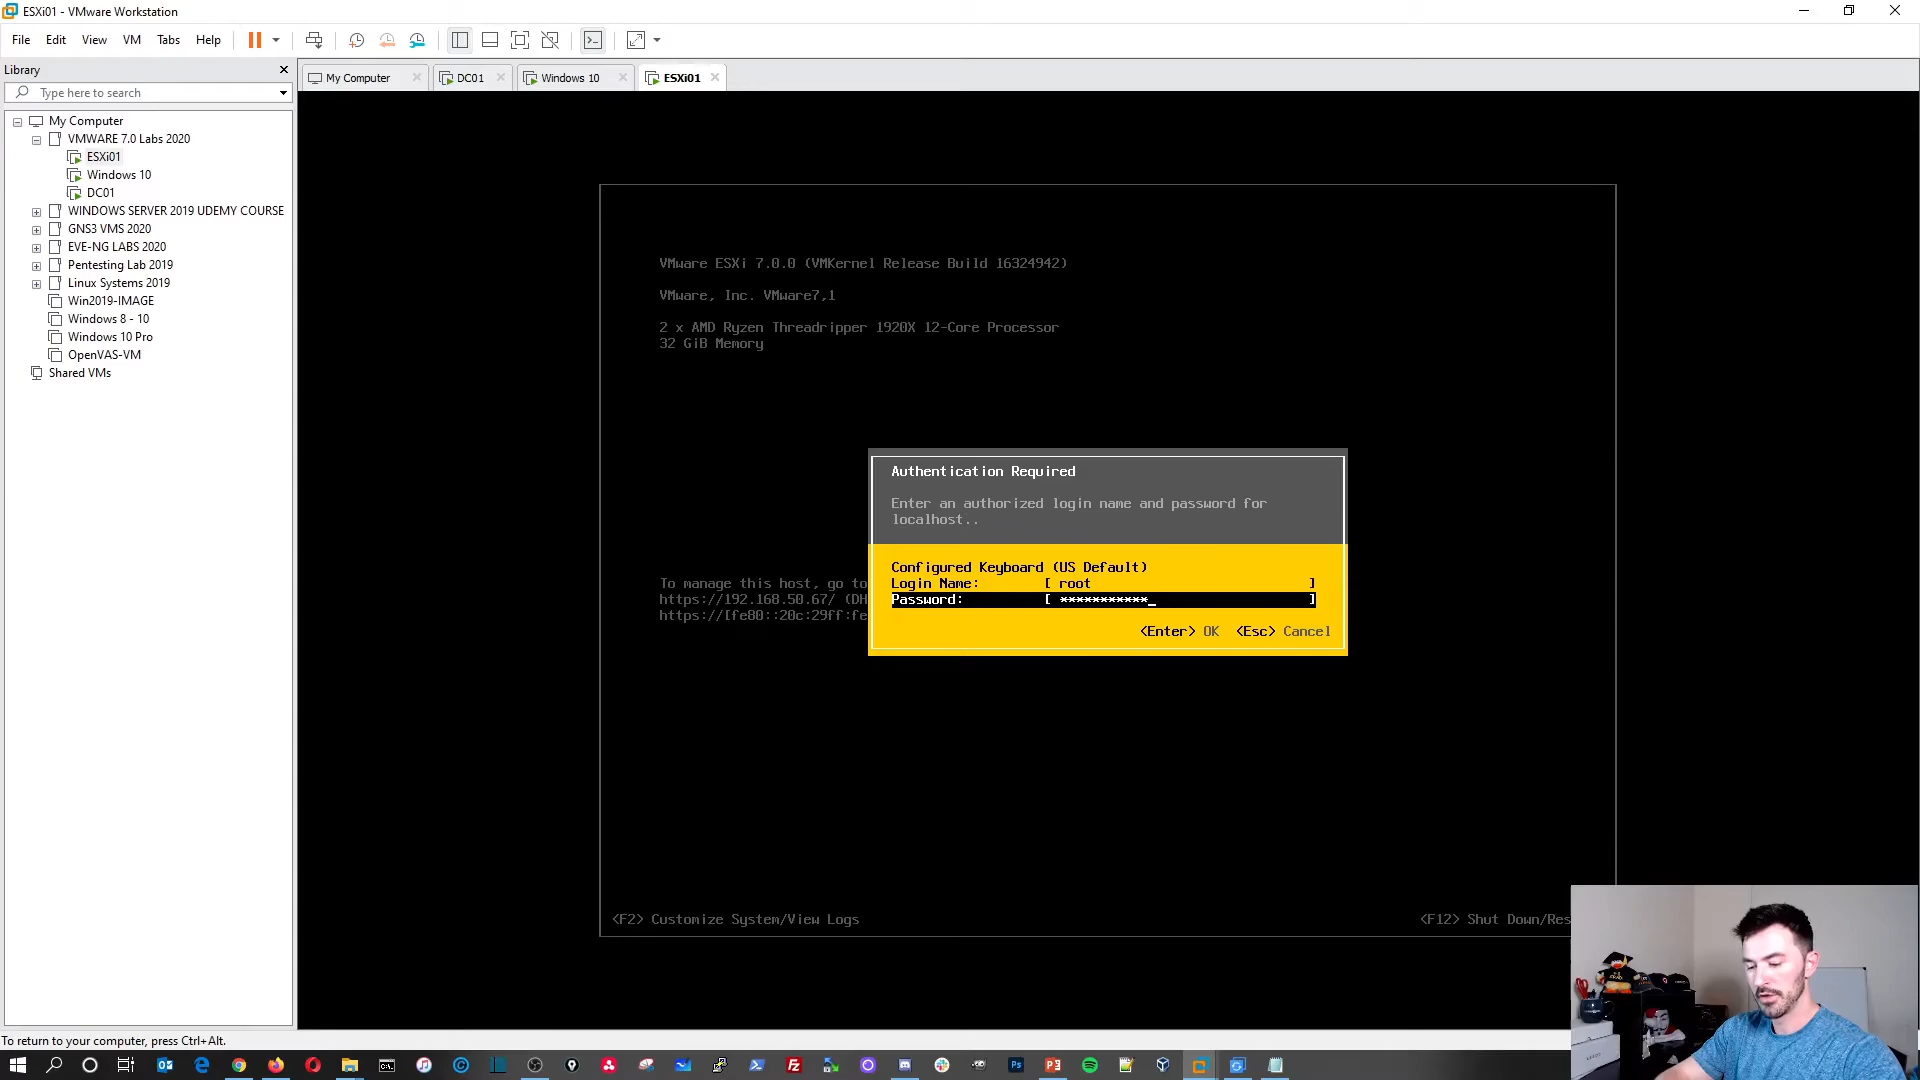 ESXi01 - VMware Workstation
File Edit View VM Tabs Help
Library
Type here to search
My Computer
VMWARE 7.0 Labs 2020
ESXi01
Windows 10
DC01
WINDOWS SERVER 2019 UDEMY COURSE
GNS3 VMS 2020
EVE-NG LABS 2020
Pentesting Lab 2019
Linux Systems 2019
Win2019-IMAGE
Windows 8 - 10
Windows 10 Pro
OpenVAS-VM
Shared VMs
My Computer DC01 Windows 10 ESXi01
VMware ESXi 7.0.0 (VMKernel Release Build 16324942)
VMware, Inc. VMware7,1
2 x AMD Ryzen Threadripper 1920X 12-Core Processor
32 GiB Memory
Authentication Required
Enter an authorized login name and password for
localhost..
Configured Keyboard (US Default)
Login Name: [ root ]
Password: [ ***********_ ]
<Enter> OK <Esc> Cancel
To manage this host, go to
https://192.168.50.67/ (DH
https://[fe80::20c:29ff:fe
<F2> Customize System/View Logs
<F12> Shut Down/Res
To return to your computer, press Ctrl+Alt.